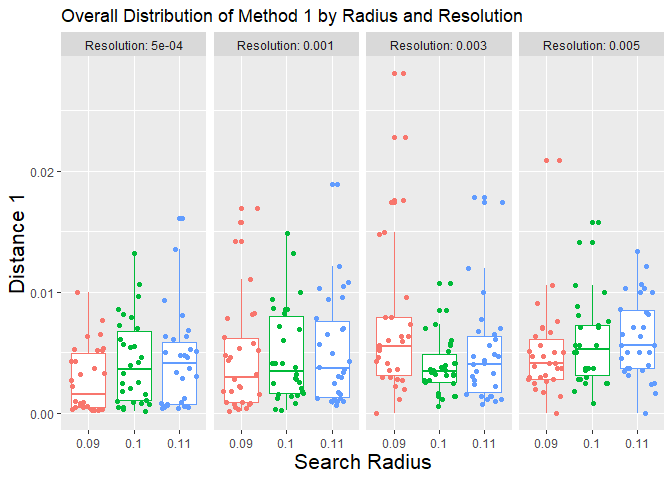 Overall Distribution of Method 1 by Radius and Resolution
Resolution: 5e-04 Resolution: 0.001 Resolution: 0.003 Resolution: 0.005
Distance 1
0.02
0.01
0.00
0.09 0.1 0.11 0.09 0.1 0.11 0.09 0.1 0.11 0.09 0.1 0.11
Search Radius